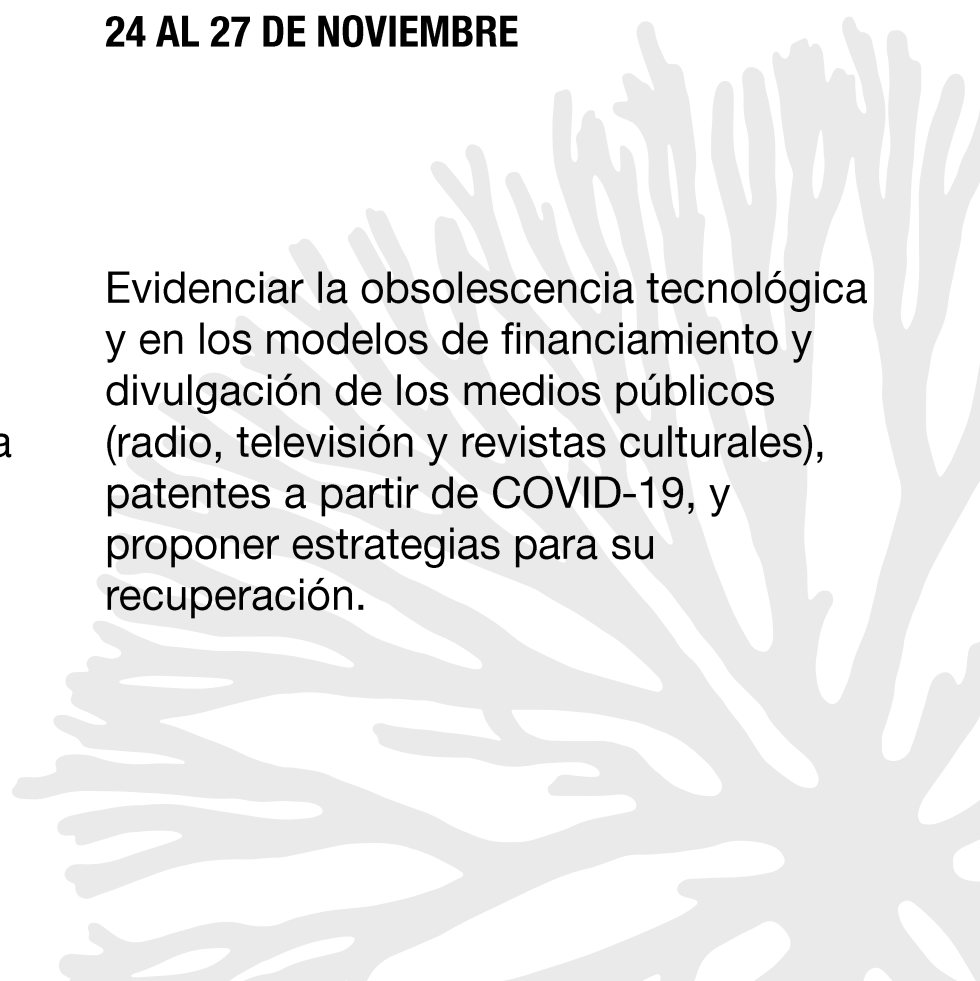 24 AL 27 DE NOVIEMBRE
Evidenciar la obsolescencia tecnológica
y en los modelos de financiamiento y
divulgación de los medios públicos
a
(radio, televisión y revistas culturales),
patentes a partir de COVID-19, y
proponer estrategias para su
recuperación.